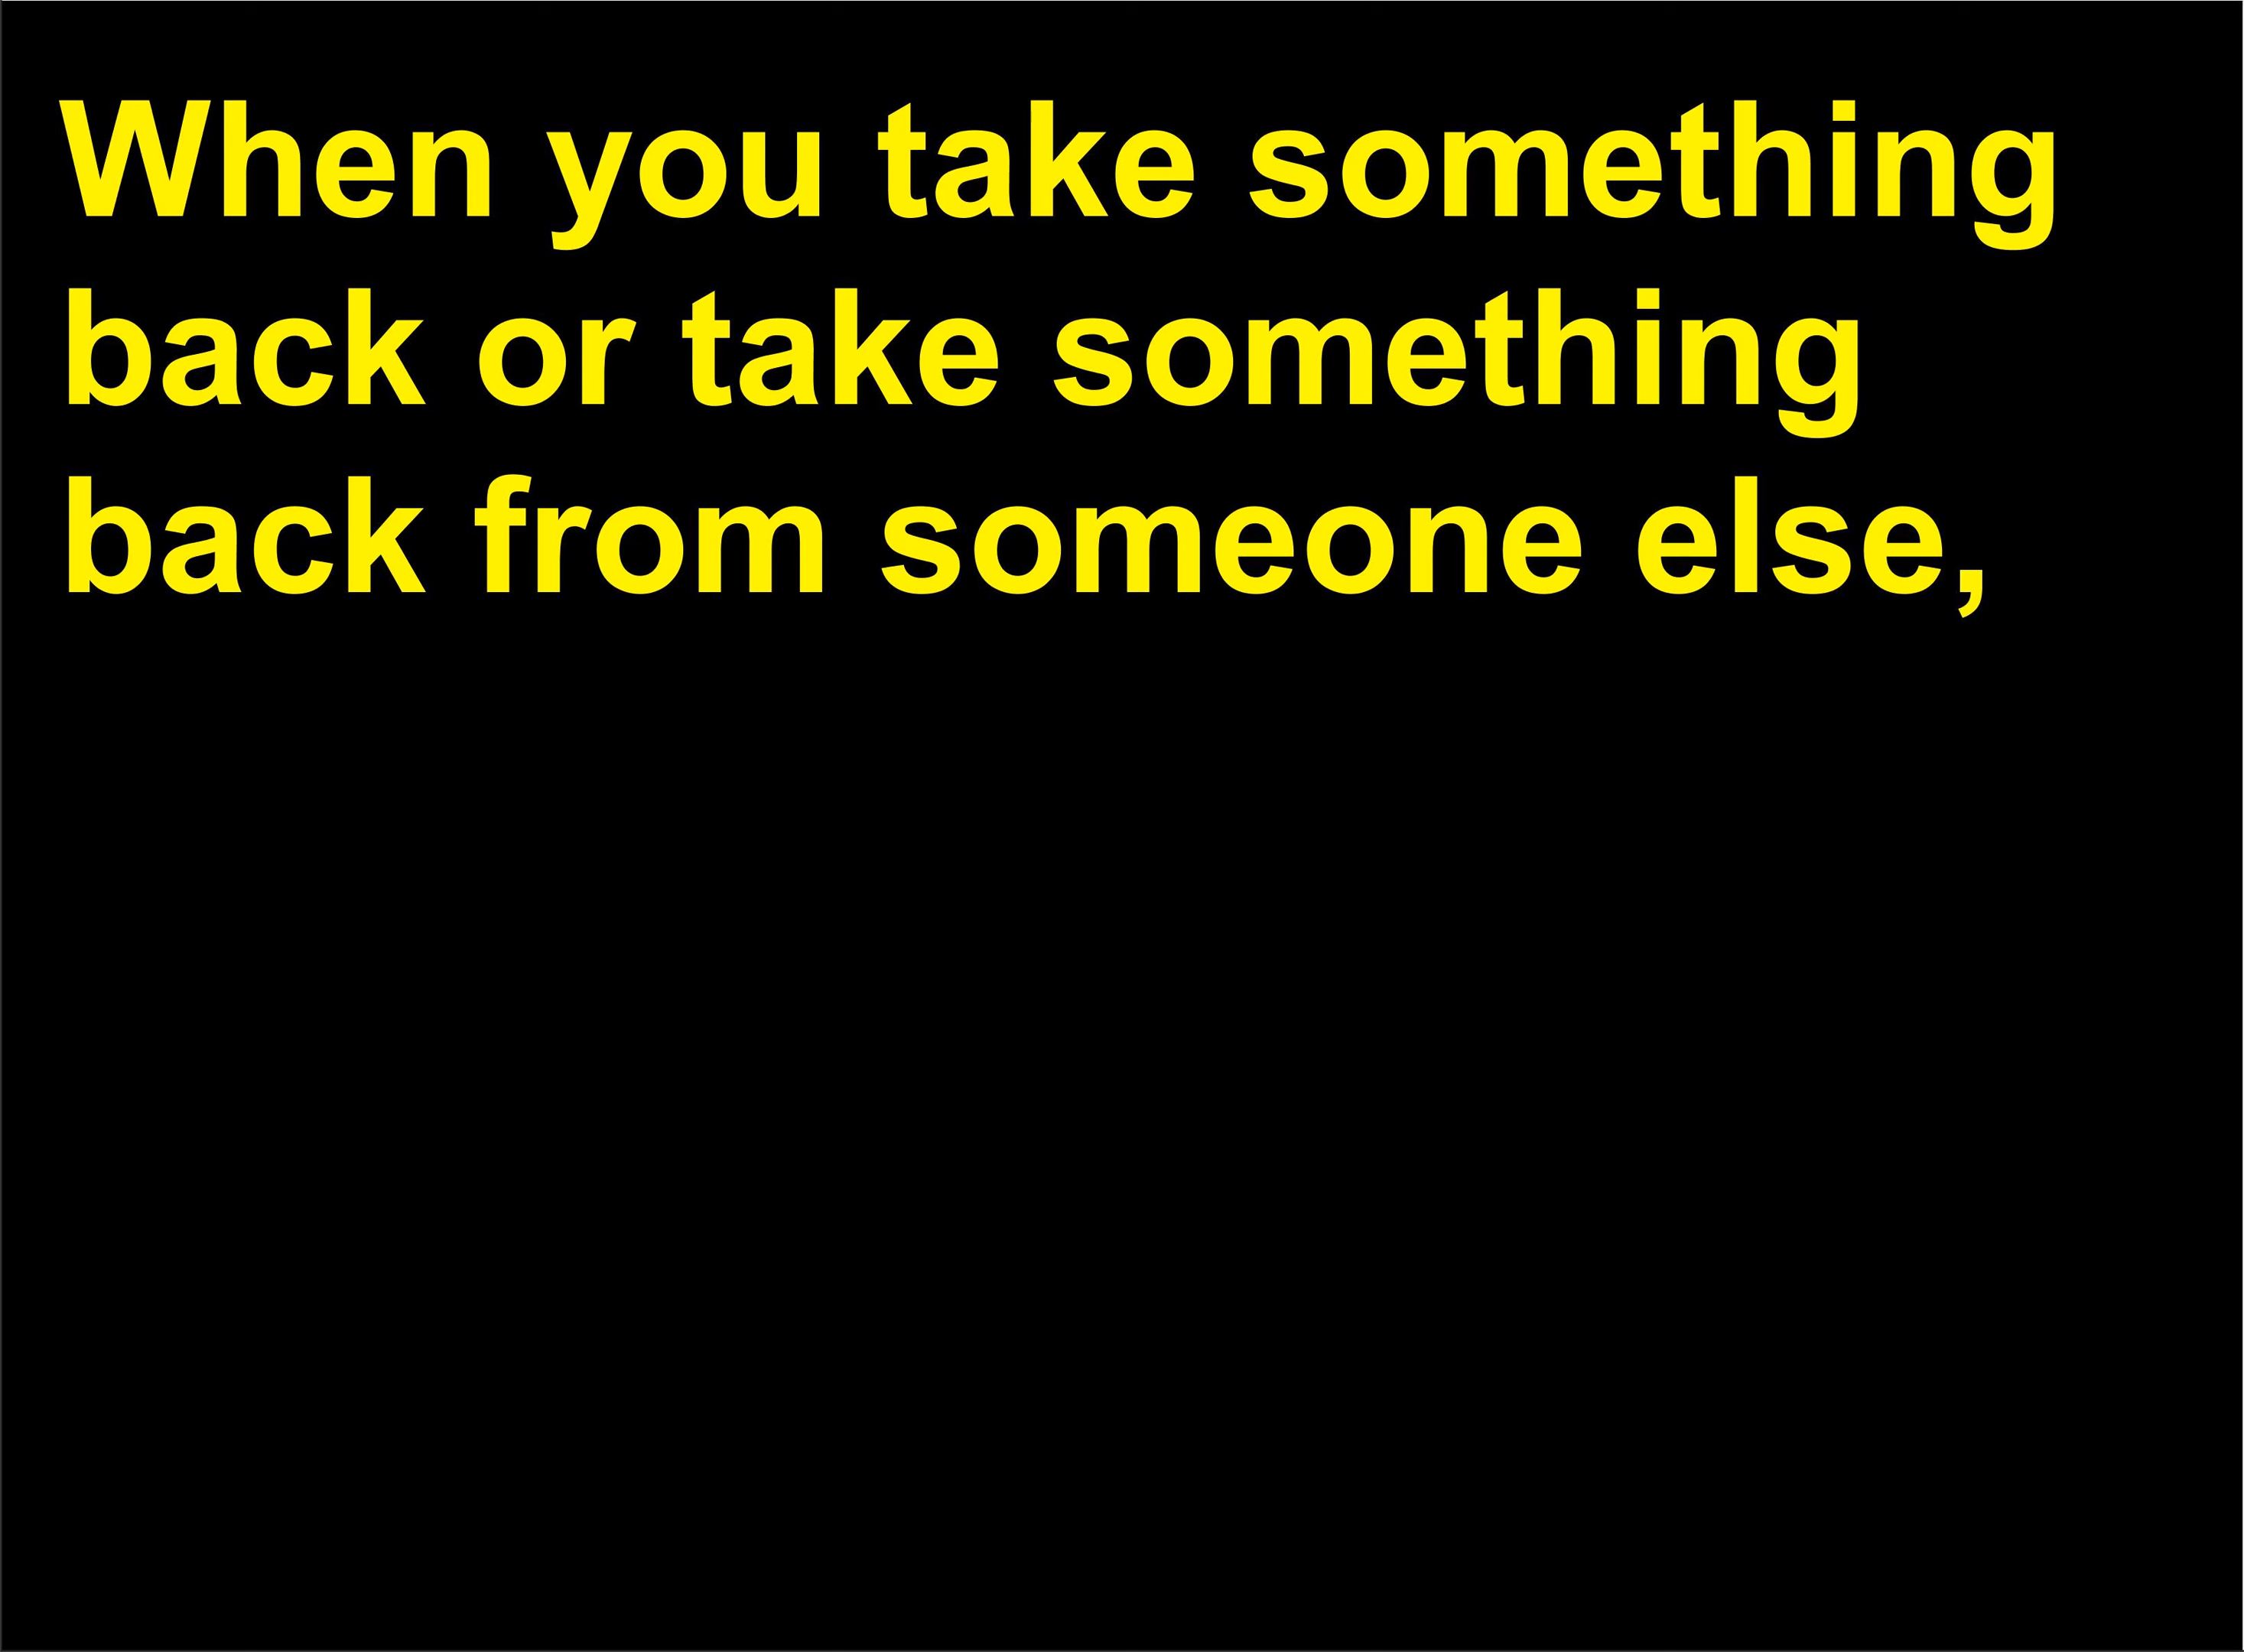 When you take something
back or take something
back from someone else,